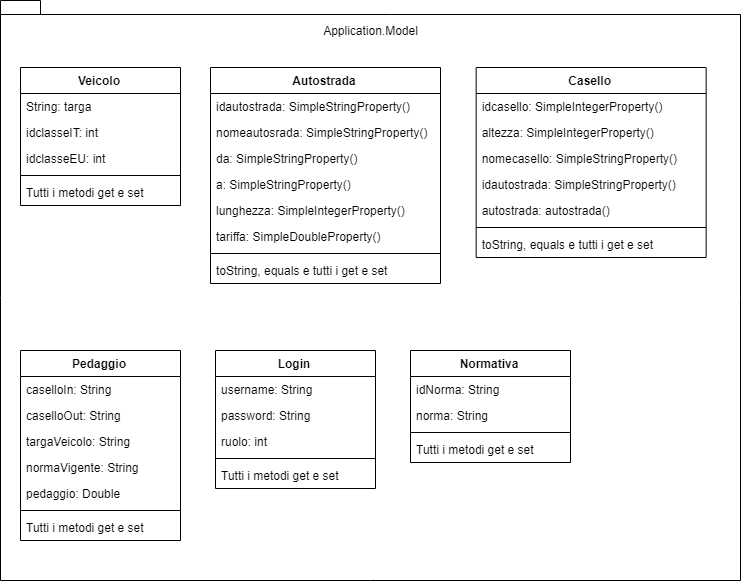 Application.Model
Veicolo
String: targa
idclasseIT: int
idclasseEU: int
Tutti i metodi get e set
Autostrada
idautostrada: SimpleStringProperty()
nomeautosrada: SimpleStringProperty()
da: SimpleStringProperty()
a: SimpleStringProperty()
lunghezza: SimpleIntegerProperty()
tariffa: SimpleDoubleProperty()
toString, equals e tutti i get e set
Casello
idcasello: SimpleIntegerProperty()
altezza: SimpleIntegerProperty()
nomecasello: SimpleStringProperty()
idautostrada: SimpleStringProperty()
autostrada: autostrada()
toString, equals e tutti i get e set
Pedaggio
caselloIn: String
caselloOut: String
targaVeicolo: String
normaVigente: String
pedaggio: Double
Tutti i metodi get e set
Login
username: String
password: String
ruolo: int
Tutti i metodi get e set
Normativa
idNorma: String
norma: String
Tutti i metodi get e set